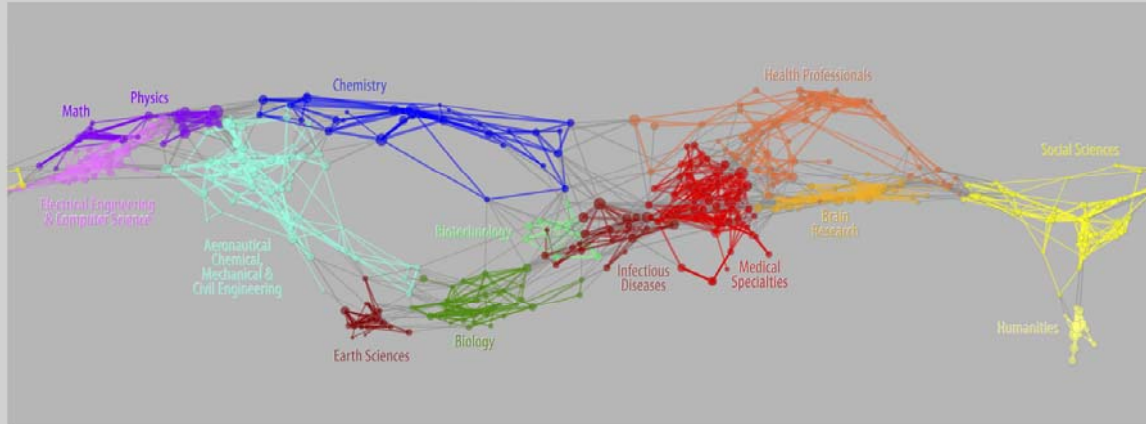 Chemistry
Health Professionals
Physics
Math
Social Sciences
Electrical Engineering
& Computer Science
Brain
Research
Biotechnology
Aeronautical
Chemical,
Mechanical &
Civil Engineering
Infectious
Diseases
Medical
Specialties
Humanities
Biology
Earth Sciences